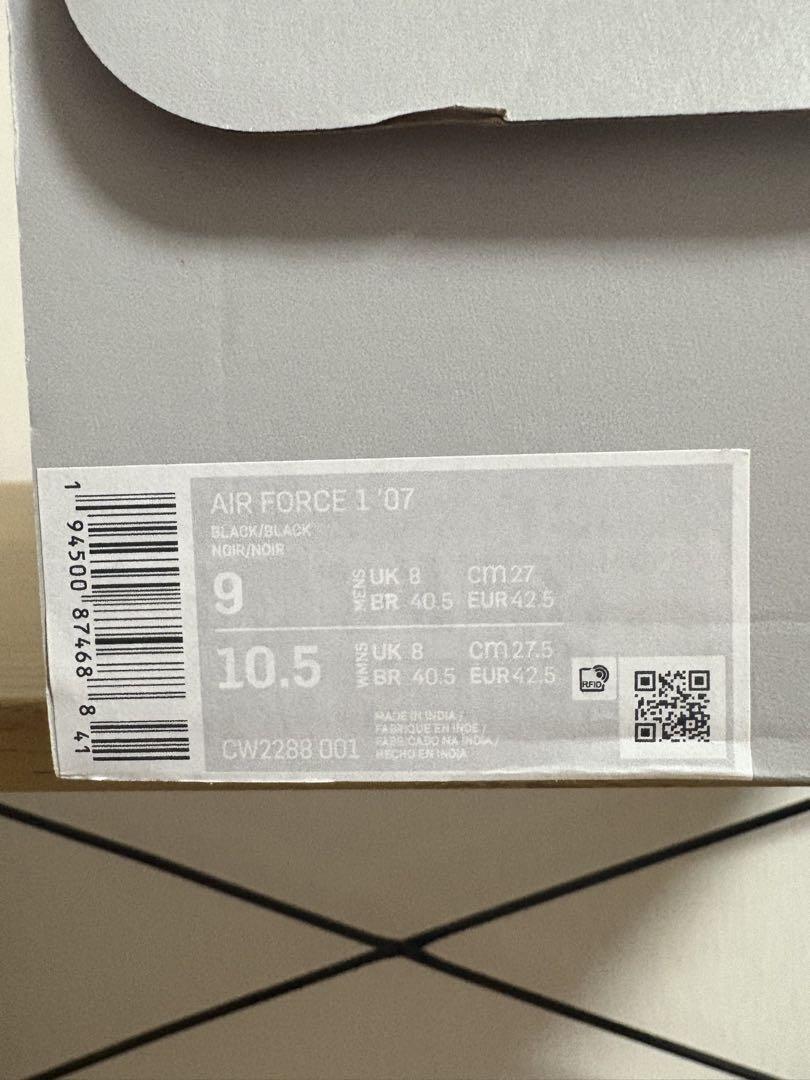 AIR FORCE 1 '07
BLACK/BLACK
NOIR/NOIR
9 MENS UK 8 cm 27
BR 40.5 EUR 42.5
10.5 WMNS UK 8 cm 27.5
BR 40.5 EUR 42.5
RFID
CW2288 001
MADE IN INDIA /
FABRIQUE EN INDE /
FABRICADO NA INDIA /
HECHO EN INDIA
1 94500 87468 8 41